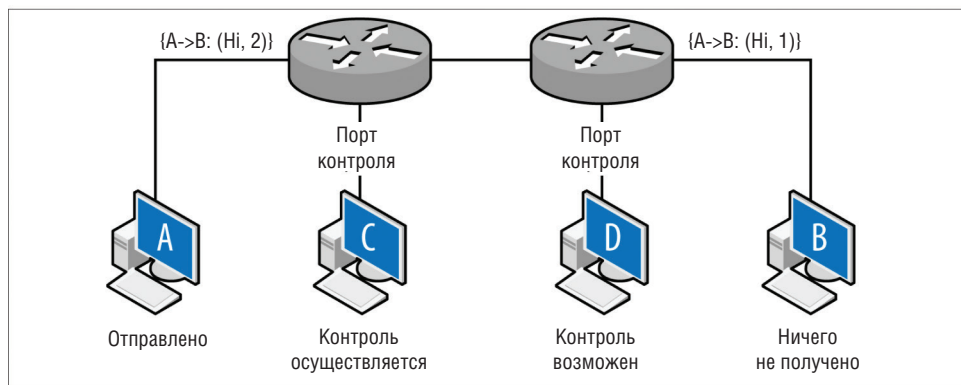 {A->B: (Hi, 2)}
{A->B: (Hi, 1)}
Порт
контроля
Порт
контроля
A
C
D
B
Отправлено
Контроль
осуществляется
Контроль
возможен
Ничего
не получено